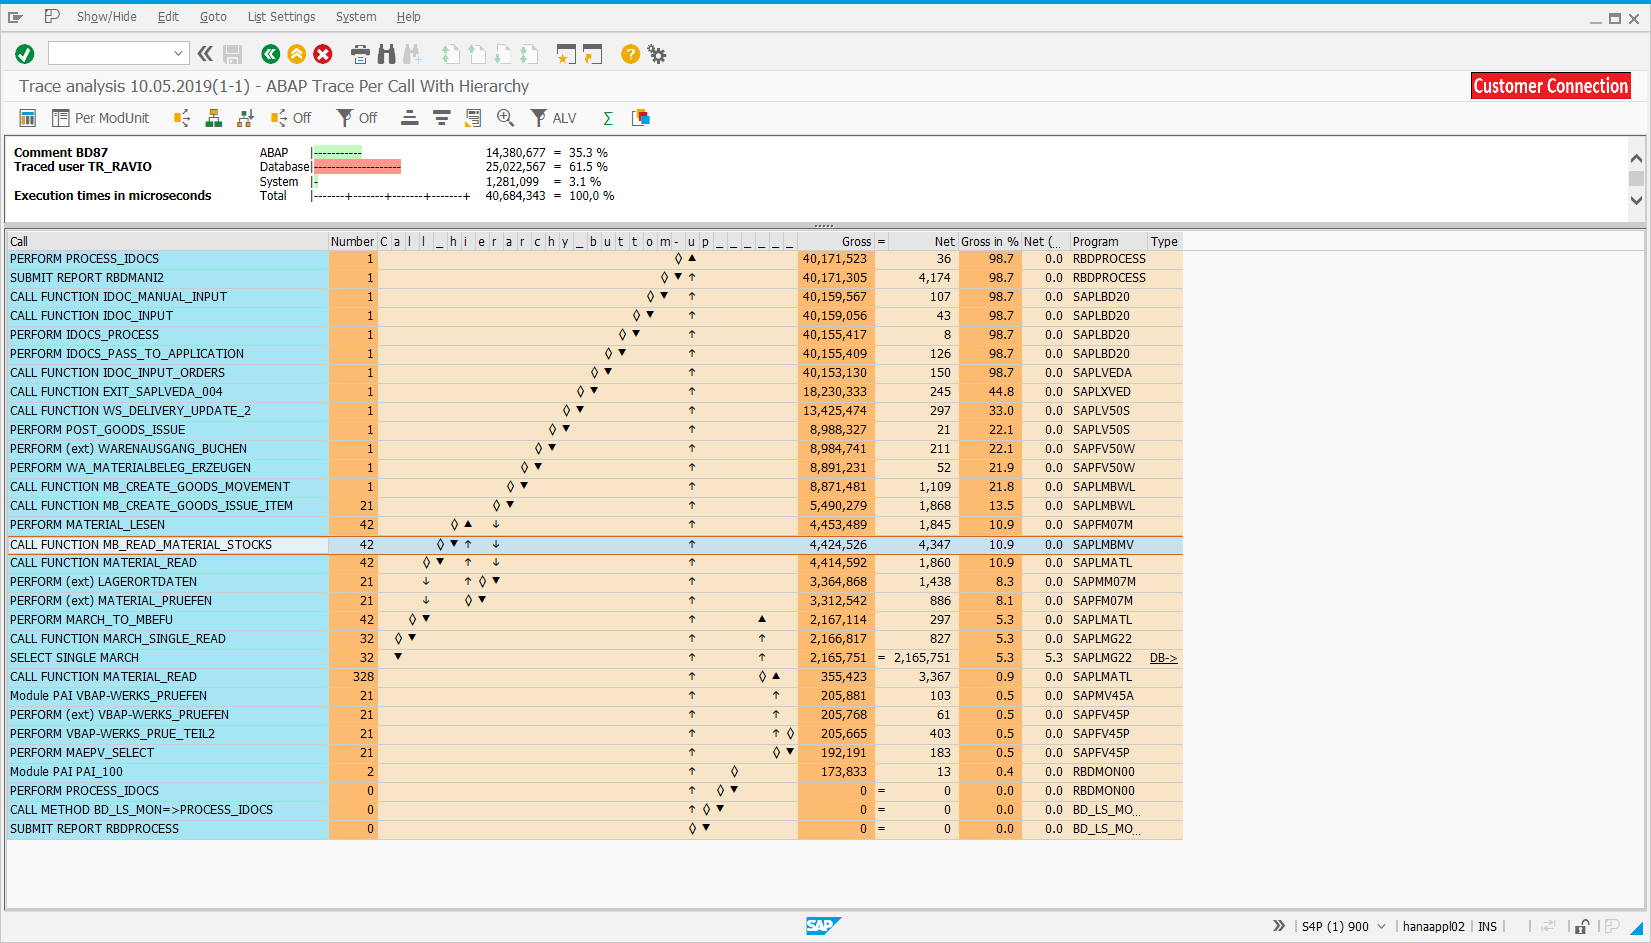 Show/Hide Edit Goto List Settings System Help
Trace analysis 10.05.2019(1-1) - ABAP Trace Per Call With Hierarchy
Customer Connection
Per ModUnit Off Off ALV Σ
Comment BD87 ABAP |----------- 14,380,677 = 35.3 %
Traced user TR_RAVIO Database|-------------------- 25,022,567 = 61.5 %
System |- 1,281,099 = 3.1 %
Execution times in microseconds Total |-------+-------+-------+-------+ 40,684,343 = 100,0 %
Call Number Call_hierarchy_buttom-up______ Gross = Net Gross in % Net (... Program Type
PERFORM PROCESS_IDOCS 1 40,171,523 36 98.7 0.0 RBDPROCESS
SUBMIT REPORT RBDMANI2 1 40,171,305 4,174 98.7 0.0 RBDPROCESS
CALL FUNCTION IDOC_MANUAL_INPUT 1 40,159,567 107 98.7 0.0 SAPLBD20
CALL FUNCTION IDOC_INPUT 1 40,159,056 43 98.7 0.0 SAPLBD20
PERFORM IDOCS_PROCESS 1 40,155,417 8 98.7 0.0 SAPLBD20
PERFORM IDOCS_PASS_TO_APPLICATION 1 40,155,409 126 98.7 0.0 SAPLBD20
CALL FUNCTION IDOC_INPUT_ORDERS 1 40,153,130 150 98.7 0.0 SAPLVEDA
CALL FUNCTION EXIT_SAPLVEDA_004 1 18,230,333 245 44.8 0.0 SAPLXVED
CALL FUNCTION WS_DELIVERY_UPDATE_2 1 13,425,474 297 33.0 0.0 SAPLV50S
PERFORM POST_GOODS_ISSUE 1 8,988,327 21 22.1 0.0 SAPLV50S
PERFORM (ext) WARENAUSGANG_BUCHEN 1 8,984,741 211 22.1 0.0 SAPFV50W
PERFORM WA_MATERIALBELEG_ERZEUGEN 1 8,891,231 52 21.9 0.0 SAPFV50W
CALL FUNCTION MB_CREATE_GOODS_MOVEMENT 1 8,871,481 1,109 21.8 0.0 SAPLMBWL
CALL FUNCTION MB_CREATE_GOODS_ISSUE_ITEM 21 5,490,279 1,868 13.5 0.0 SAPLMBWL
PERFORM MATERIAL_LESEN 42 4,453,489 1,845 10.9 0.0 SAPFM07M
CALL FUNCTION MB_READ_MATERIAL_STOCKS 42 4,424,526 4,347 10.9 0.0 SAPLMBMV
CALL FUNCTION MATERIAL_READ 42 4,414,592 1,860 10.9 0.0 SAPLMATL
PERFORM (ext) LAGERORTDATEN 21 3,364,868 1,438 8.3 0.0 SAPMM07M
PERFORM (ext) MATERIAL_PRUEFEN 21 3,312,542 886 8.1 0.0 SAPFM07M
PERFORM MARCH_TO_MBEFU 42 2,167,114 297 5.3 0.0 SAPLMATL
CALL FUNCTION MARCH_SINGLE_READ 32 2,166,817 827 5.3 0.0 SAPLMG22
SELECT SINGLE MARCH 32 2,165,751 = 2,165,751 5.3 5.3 SAPLMG22 DB->
CALL FUNCTION MATERIAL_READ 328 355,423 3,367 0.9 0.0 SAPLMATL
Module PAI VBAP-WERKS_PRUEFEN 21 205,881 103 0.5 0.0 SAPMV45A
PERFORM (ext) VBAP-WERKS_PRUEFEN 21 205,768 61 0.5 0.0 SAPFV45P
PERFORM VBAP-WERKS_PRUE_TEIL2 21 205,665 403 0.5 0.0 SAPFV45P
PERFORM MAEPV_SELECT 21 192,191 183 0.5 0.0 SAPFV45P
Module PAI PAI_100 2 173,833 13 0.4 0.0 RBDMON00
PERFORM PROCESS_IDOCS 0 0 = 0 0.0 0.0 RBDMON00
CALL METHOD BD_LS_MON=>PROCESS_IDOCS 0 0 = 0 0.0 0.0 BD_LS_MO...
SUBMIT REPORT RBDPROCESS 0 0 = 0 0.0 0.0 BD_LS_MO...
SAP S4P (1) 900 hanaappl02 INS